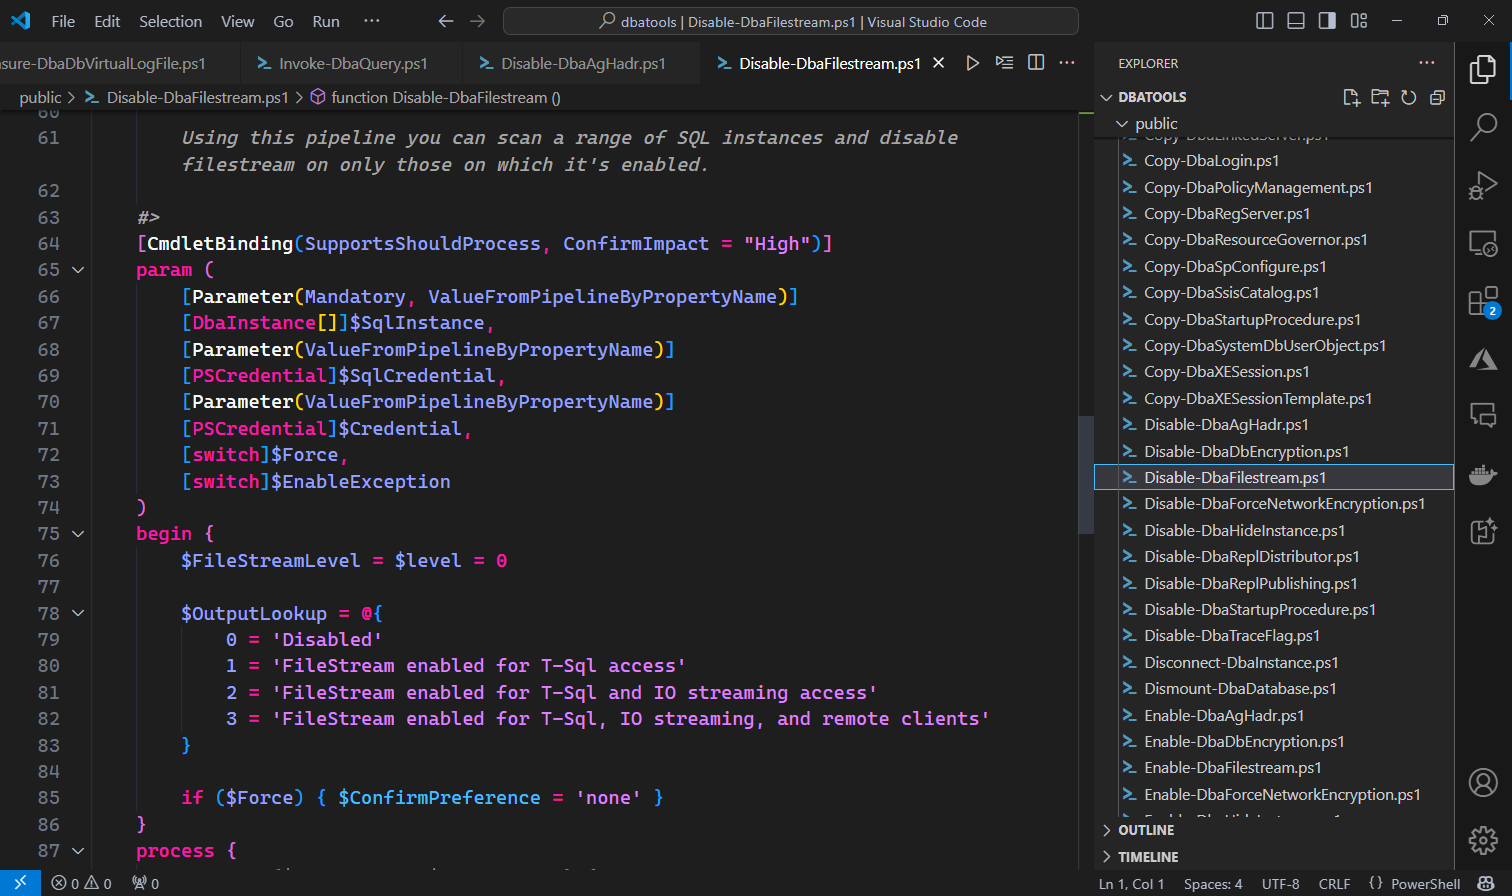 File Edit Selection View Go Run ···
dbatools | Disable-DbaFilestream.ps1 | Visual Studio Code
sure-DbaDbVirtualLogFile.ps1
Invoke-DbaQuery.ps1
Disable-DbaAgHadr.ps1
Disable-DbaFilestream.ps1
public > Disable-DbaFilestream.ps1 > function Disable-DbaFilestream ()
60
61 Using this pipeline you can scan a range of SQL instances and disable
filestream on only those on which it's enabled.
62
63 #>
64 [CmdletBinding(SupportsShouldProcess, ConfirmImpact = "High")]
65 param (
66 [Parameter(Mandatory, ValueFromPipelineByPropertyName)]
67 [DbaInstance[]]$SqlInstance,
68 [Parameter(ValueFromPipelineByPropertyName)]
69 [PSCredential]$SqlCredential,
70 [Parameter(ValueFromPipelineByPropertyName)]
71 [PSCredential]$Credential,
72 [switch]$Force,
73 [switch]$EnableException
74 )
75 begin {
76 $FileStreamLevel = $level = 0
77
78 $OutputLookup = @{
79 0 = 'Disabled'
80 1 = 'FileStream enabled for T-Sql access'
81 2 = 'FileStream enabled for T-Sql and IO streaming access'
82 3 = 'FileStream enabled for T-Sql, IO streaming, and remote clients'
83 }
84
85 if ($Force) { $ConfirmPreference = 'none' }
86 }
87 process {
EXPLORER
DBATOOLS
public
Copy-DbaLinkedServer.ps1
Copy-DbaLogin.ps1
Copy-DbaPolicyManagement.ps1
Copy-DbaRegServer.ps1
Copy-DbaResourceGovernor.ps1
Copy-DbaSpConfigure.ps1
Copy-DbaSsisCatalog.ps1
Copy-DbaStartupProcedure.ps1
Copy-DbaSystemDbUserObject.ps1
Copy-DbaXESession.ps1
Copy-DbaXESessionTemplate.ps1
Disable-DbaAgHadr.ps1
Disable-DbaDbEncryption.ps1
Disable-DbaFilestream.ps1
Disable-DbaForceNetworkEncryption.ps1
Disable-DbaHideInstance.ps1
Disable-DbaReplDistributor.ps1
Disable-DbaReplPublishing.ps1
Disable-DbaStartupProcedure.ps1
Disable-DbaTraceFlag.ps1
Disconnect-DbaInstance.ps1
Dismount-DbaDatabase.ps1
Enable-DbaAgHadr.ps1
Enable-DbaDbEncryption.ps1
Enable-DbaFilestream.ps1
Enable-DbaForceNetworkEncryption.ps1
OUTLINE
TIMELINE
2
0 0 0
Ln 1, Col 1 Spaces: 4 UTF-8 CRLF {} PowerShell